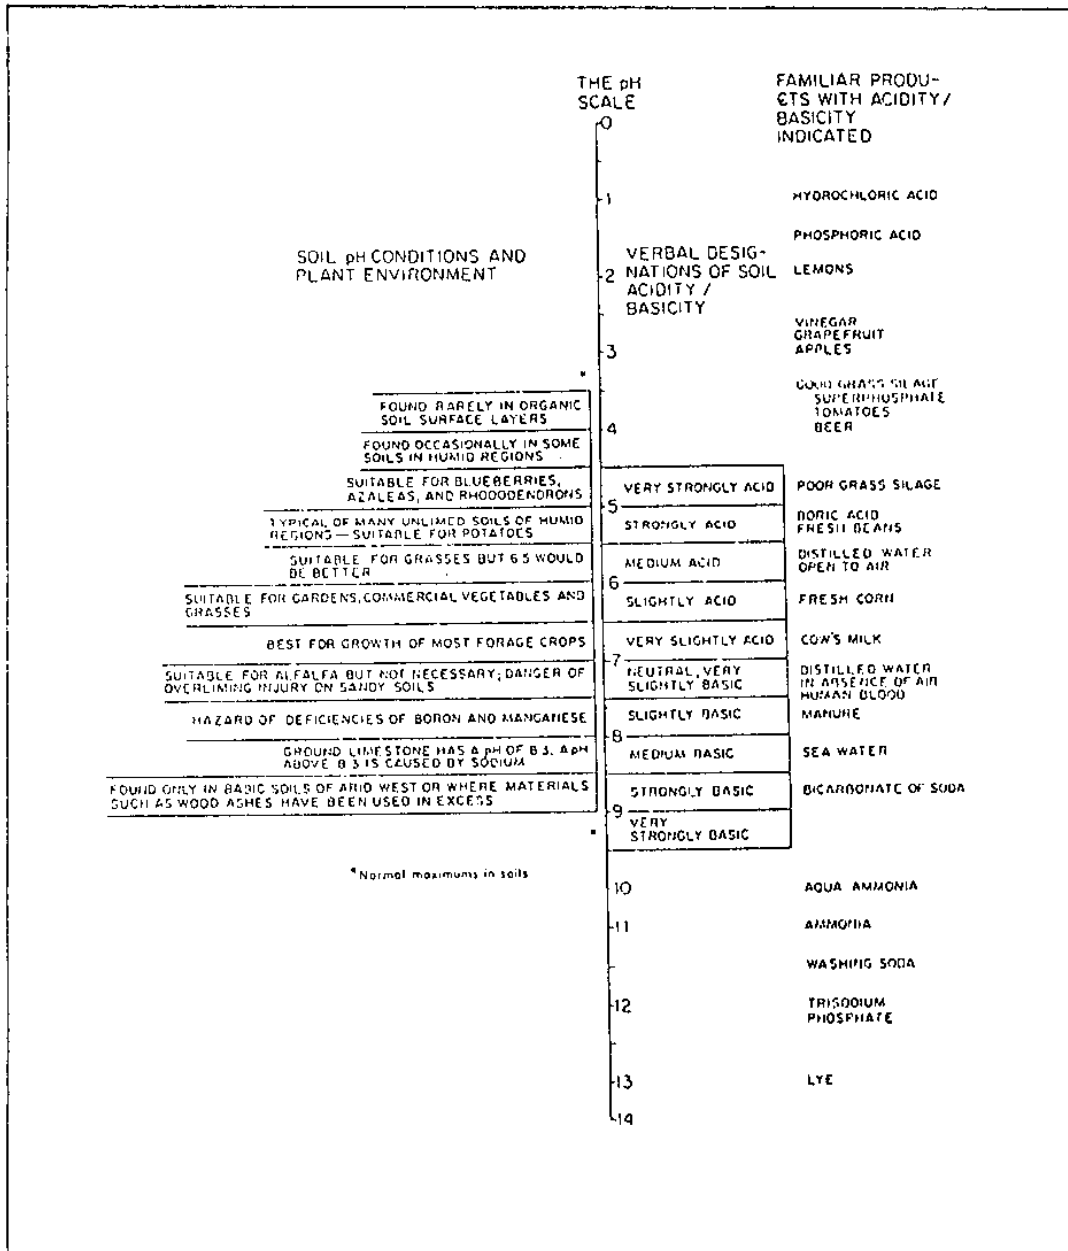 THE pH
SCALE
FAMILIAR PRODU-
CTS WITH ACIDITY /
BASICITY
INDICATED
SOIL pH CONDITIONS AND
PLANT ENVIRONMENT
VERBAL DESIG-
NATIONS OF SOIL
ACIDITY /
BASICITY
0
1
2
3
4
5
6
7
8
9
10
11
12
13
14
*
FOUND RARELY IN ORGANIC
SOIL SURFACE LAYERS
FOUND OCCASIONALLY IN SOME
SOILS IN HUMID REGIONS
SUITABLE FOR BLUEBERRIES,
AZALEAS, AND RHODODENDRONS
TYPICAL OF MANY UNLIMED SOILS OF HUMID
REGIONS — SUITABLE FOR POTATOES
SUITABLE FOR GRASSES BUT 6.5 WOULD
BE BETTER
SUITABLE FOR GARDENS, COMMERCIAL VEGETABLES AND
GRASSES
BEST FOR GROWTH OF MOST FORAGE CROPS
SUITABLE FOR ALFALFA BUT NOT NECESSARY; DANGER OF
OVERLIMING INJURY ON SANDY SOILS
HAZARD OF DEFICIENCIES OF BORON AND MANGANESE
GROUND LIMESTONE HAS A pH OF 8.3. A pH
ABOVE 8.3 IS CAUSED BY SODIUM
FOUND ONLY IN BASIC SOILS OF ARID WEST OR WHERE MATERIALS
SUCH AS WOOD ASHES HAVE BEEN USED IN EXCESS
*
*Normal maximums in soils
VERY STRONGLY ACID
STRONGLY ACID
MEDIUM ACID
SLIGHTLY ACID
VERY SLIGHTLY ACID
NEUTRAL, VERY
SLIGHTLY BASIC
SLIGHTLY BASIC
MEDIUM BASIC
STRONGLY BASIC
VERY
STRONGLY BASIC
HYDROCHLORIC ACID
PHOSPHORIC ACID
LEMONS
VINEGAR
GRAPEFRUIT
APPLES
GOOD GRASS SILAGE
SUPERPHOSPHATE
TOMATOES
BEER
POOR GRASS SILAGE
BORIC ACID
FRESH BEANS
DISTILLED WATER
OPEN TO AIR
FRESH CORN
COW'S MILK
DISTILLED WATER
IN ABSENCE OF AIR
HUMAN BLOOD
MANURE
SEA WATER
BICARBONATE OF SODA
AQUA AMMONIA
AMMONIA
WASHING SODA
TRISODIUM
PHOSPHATE
LYE